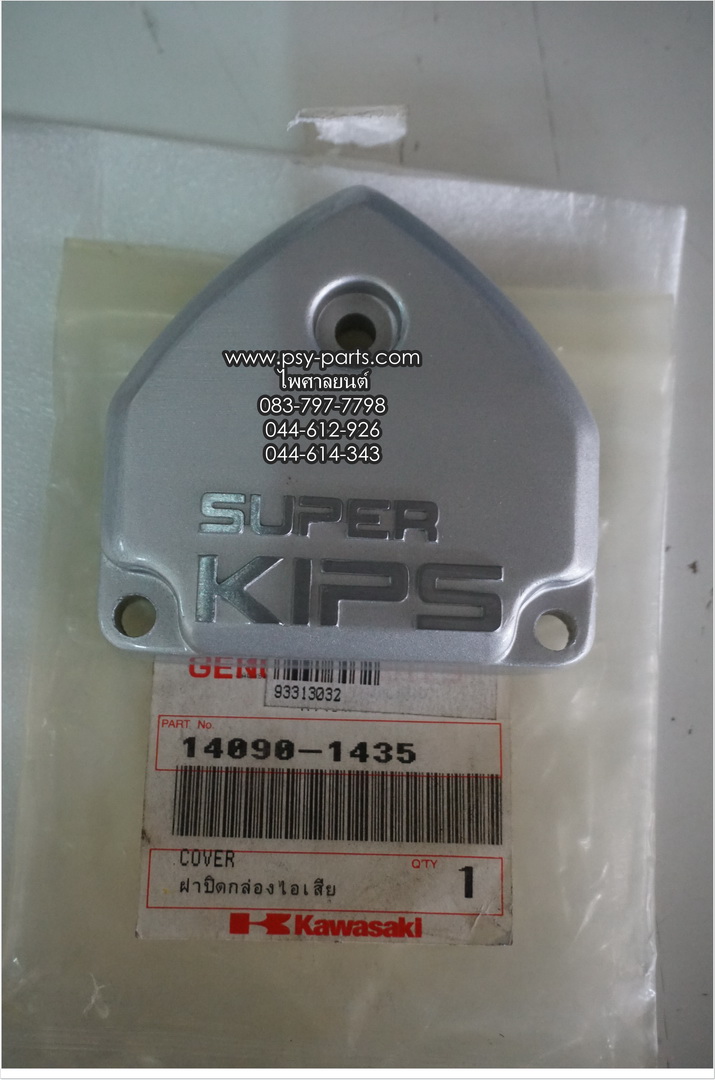 www.psy-parts.com
ไพศาลยนต์
083-797-7798
044-612-926
044-614-343
SUPER
KIPS
93313032
PART No.
14090-1435
COVER
QTY 1
ฝาปิดกล่องไอเสีย
Kawasaki